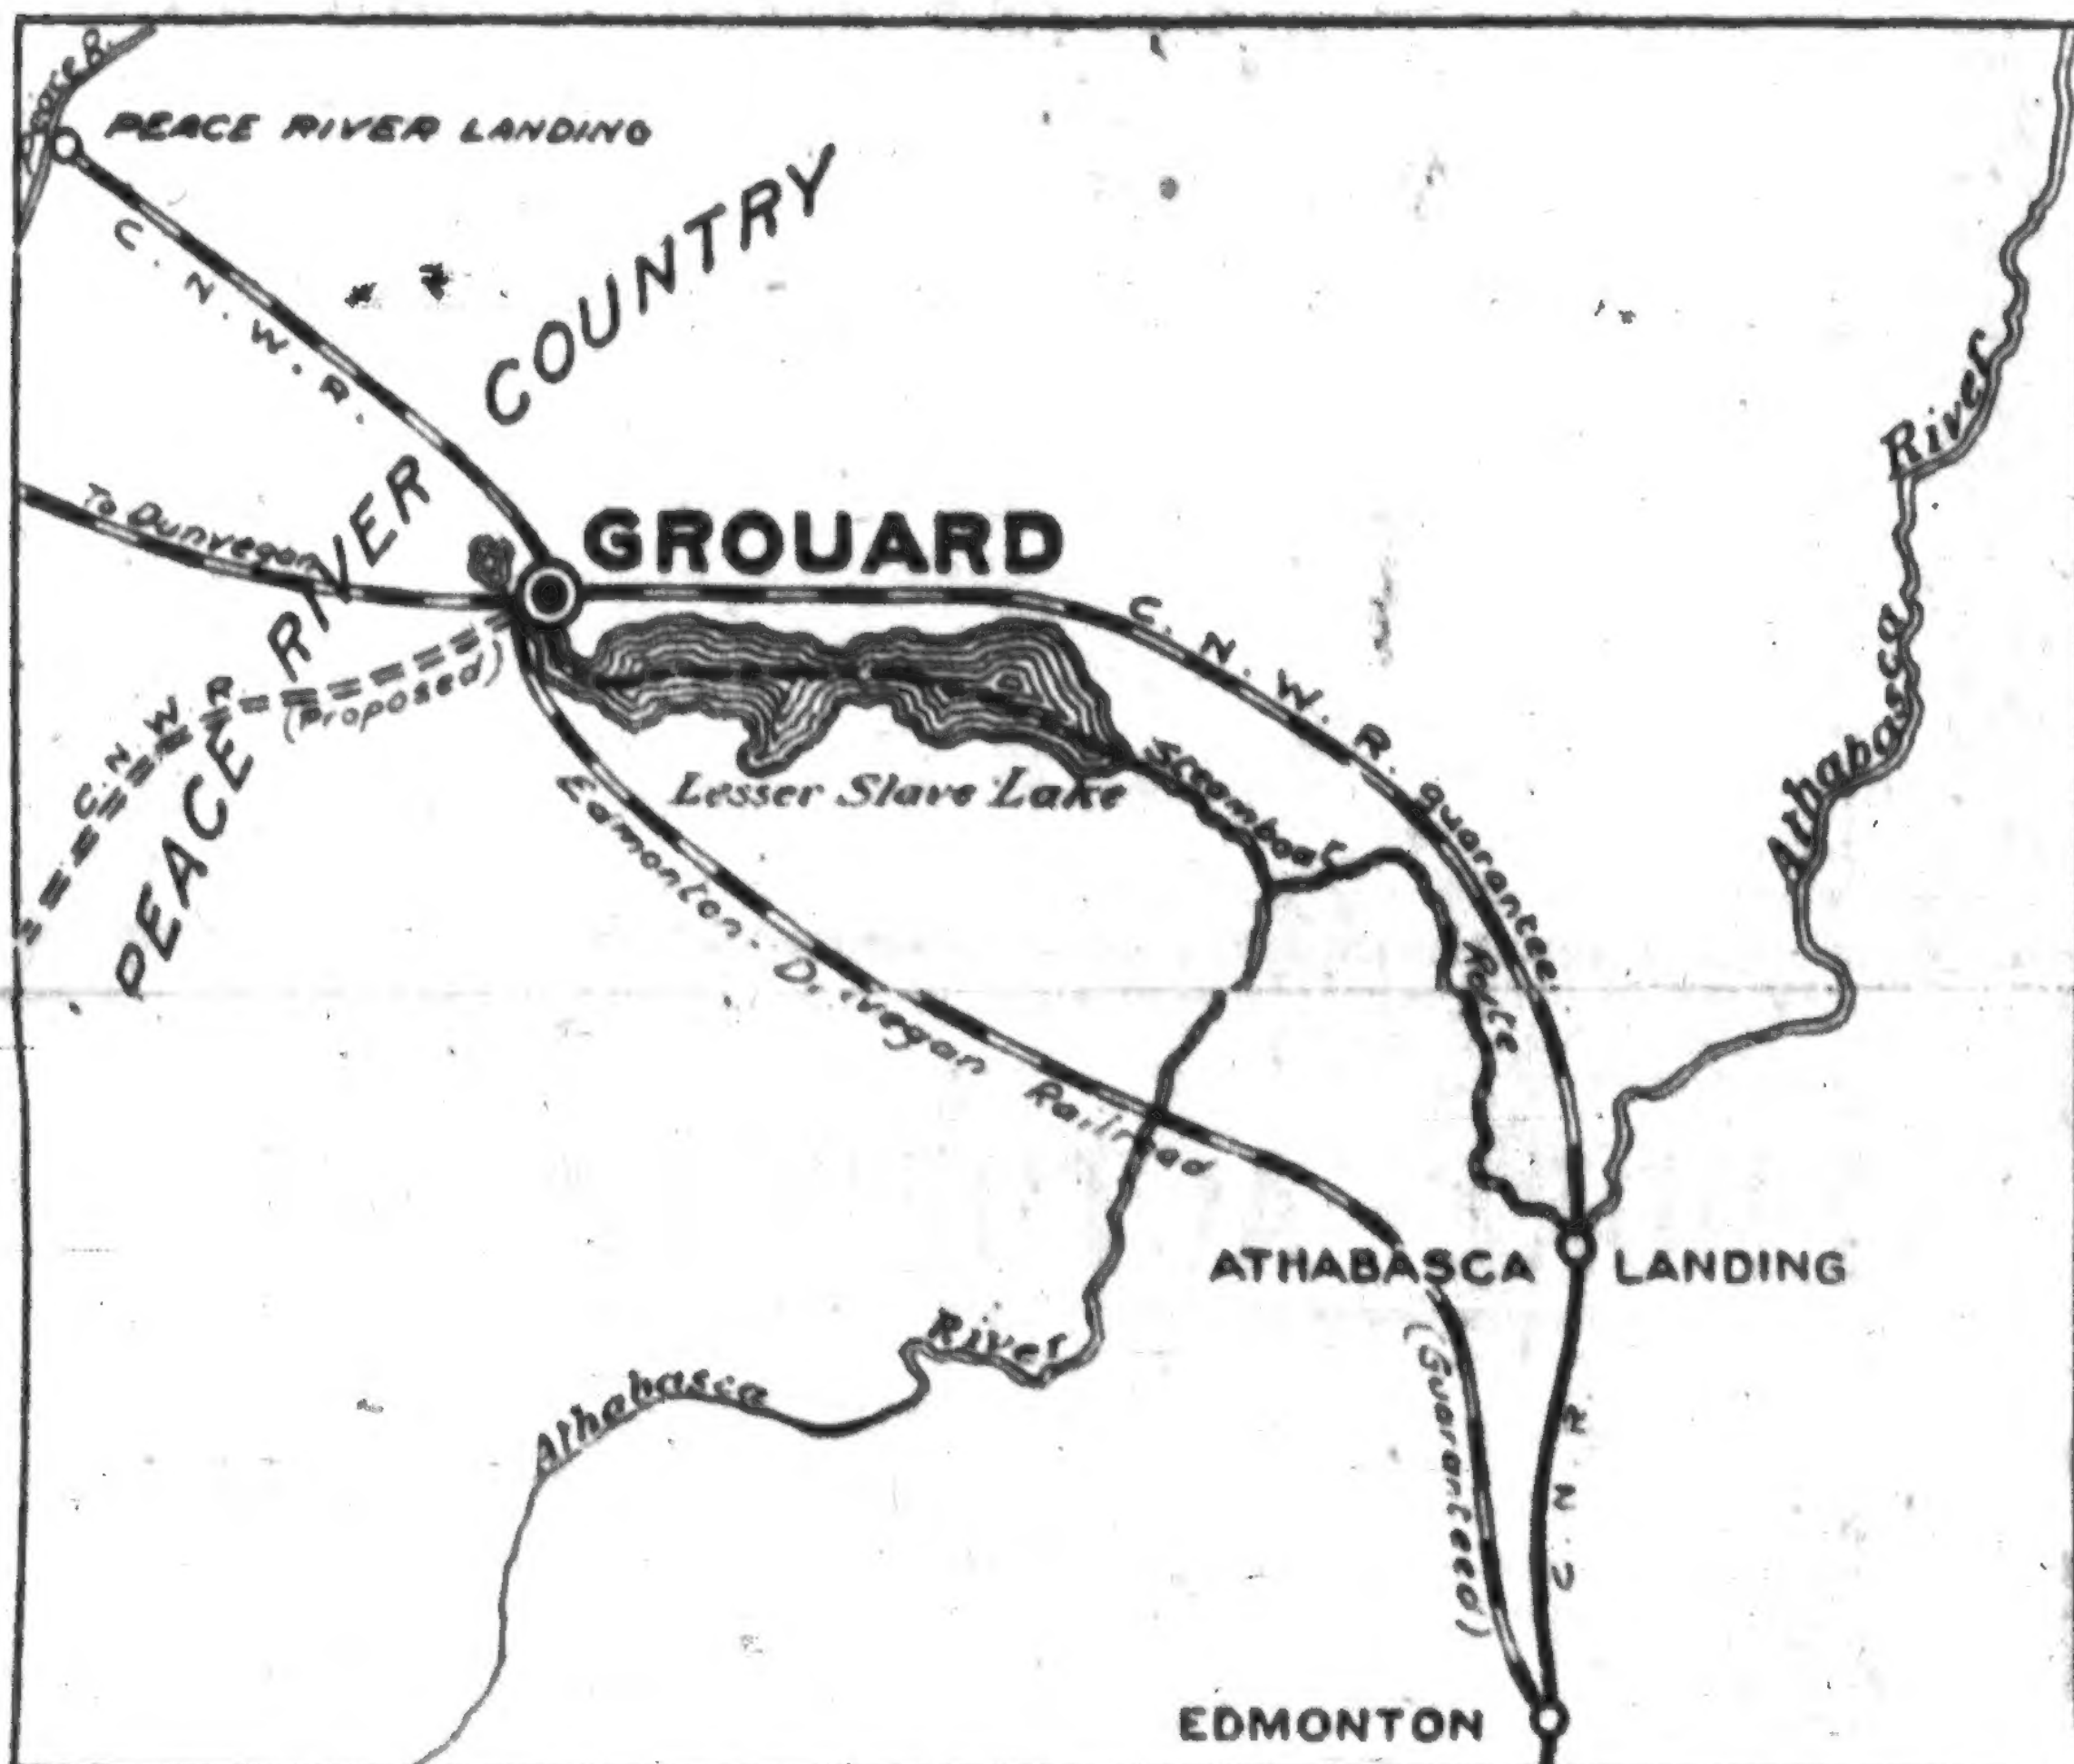 Peace R.
PEACE RIVER LANDING
C. N. W. R.
PEACE RIVER COUNTRY
To Dunvegan
GROUARD
C. N. W. R. guarantee
C. N. W. R.
(Proposed)
Lesser Slave Lake
Steamboat Route
Edmonton-Dunvegan Railroad
(Guaranteed)
Athabasca River
Athabasca River
ATHABASCA LANDING
C. N. R.
EDMONTON